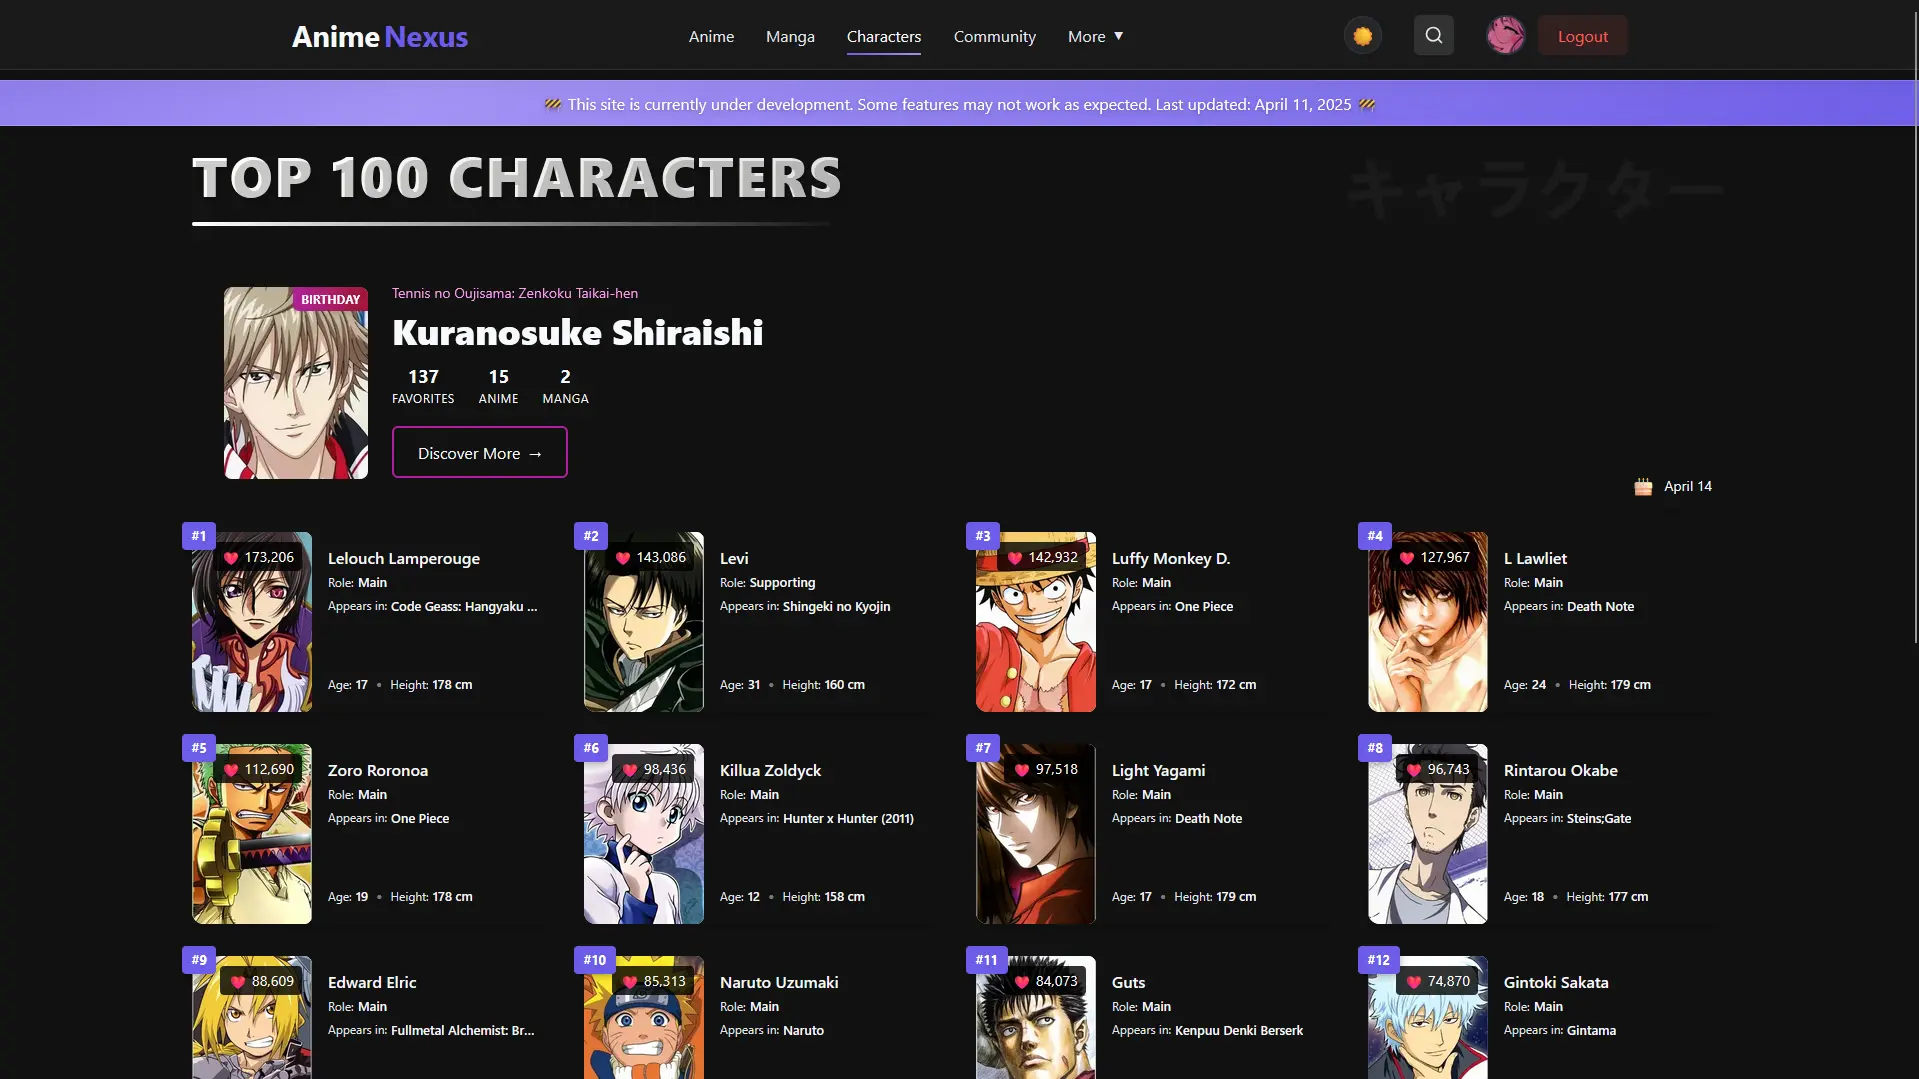 Anime Nexus
Anime Manga Characters Community More ▼
Logout
🚧 This site is currently under development. Some features may not work as expected. Last updated: April 11, 2025 🚧
TOP 100 CHARACTERS
キャラクター
BIRTHDAY
Tennis no Oujisama: Zenkoku Taikai-hen
Kuranosuke Shiraishi
137 15 2
FAVORITES ANIME MANGA
Discover More →
April 14
#1
173,206
Lelouch Lamperouge
Role: Main
Appears in: Code Geass: Hangyaku ...
Age: 17 • Height: 178 cm
#2
143,086
Levi
Role: Supporting
Appears in: Shingeki no Kyojin
Age: 31 • Height: 160 cm
#3
142,932
Luffy Monkey D.
Role: Main
Appears in: One Piece
Age: 17 • Height: 172 cm
#4
127,967
L Lawliet
Role: Main
Appears in: Death Note
Age: 24 • Height: 179 cm
#5
112,690
Zoro Roronoa
Role: Main
Appears in: One Piece
Age: 19 • Height: 178 cm
#6
98,436
Killua Zoldyck
Role: Main
Appears in: Hunter x Hunter (2011)
Age: 12 • Height: 158 cm
#7
97,518
Light Yagami
Role: Main
Appears in: Death Note
Age: 17 • Height: 179 cm
#8
96,743
Rintarou Okabe
Role: Main
Appears in: Steins;Gate
Age: 18 • Height: 177 cm
#9
88,609
Edward Elric
Role: Main
Appears in: Fullmetal Alchemist: Br...
#10
85,313
Naruto Uzumaki
Role: Main
Appears in: Naruto
#11
84,073
Guts
Role: Main
Appears in: Kenpuu Denki Berserk
#12
74,870
Gintoki Sakata
Role: Main
Appears in: Gintama